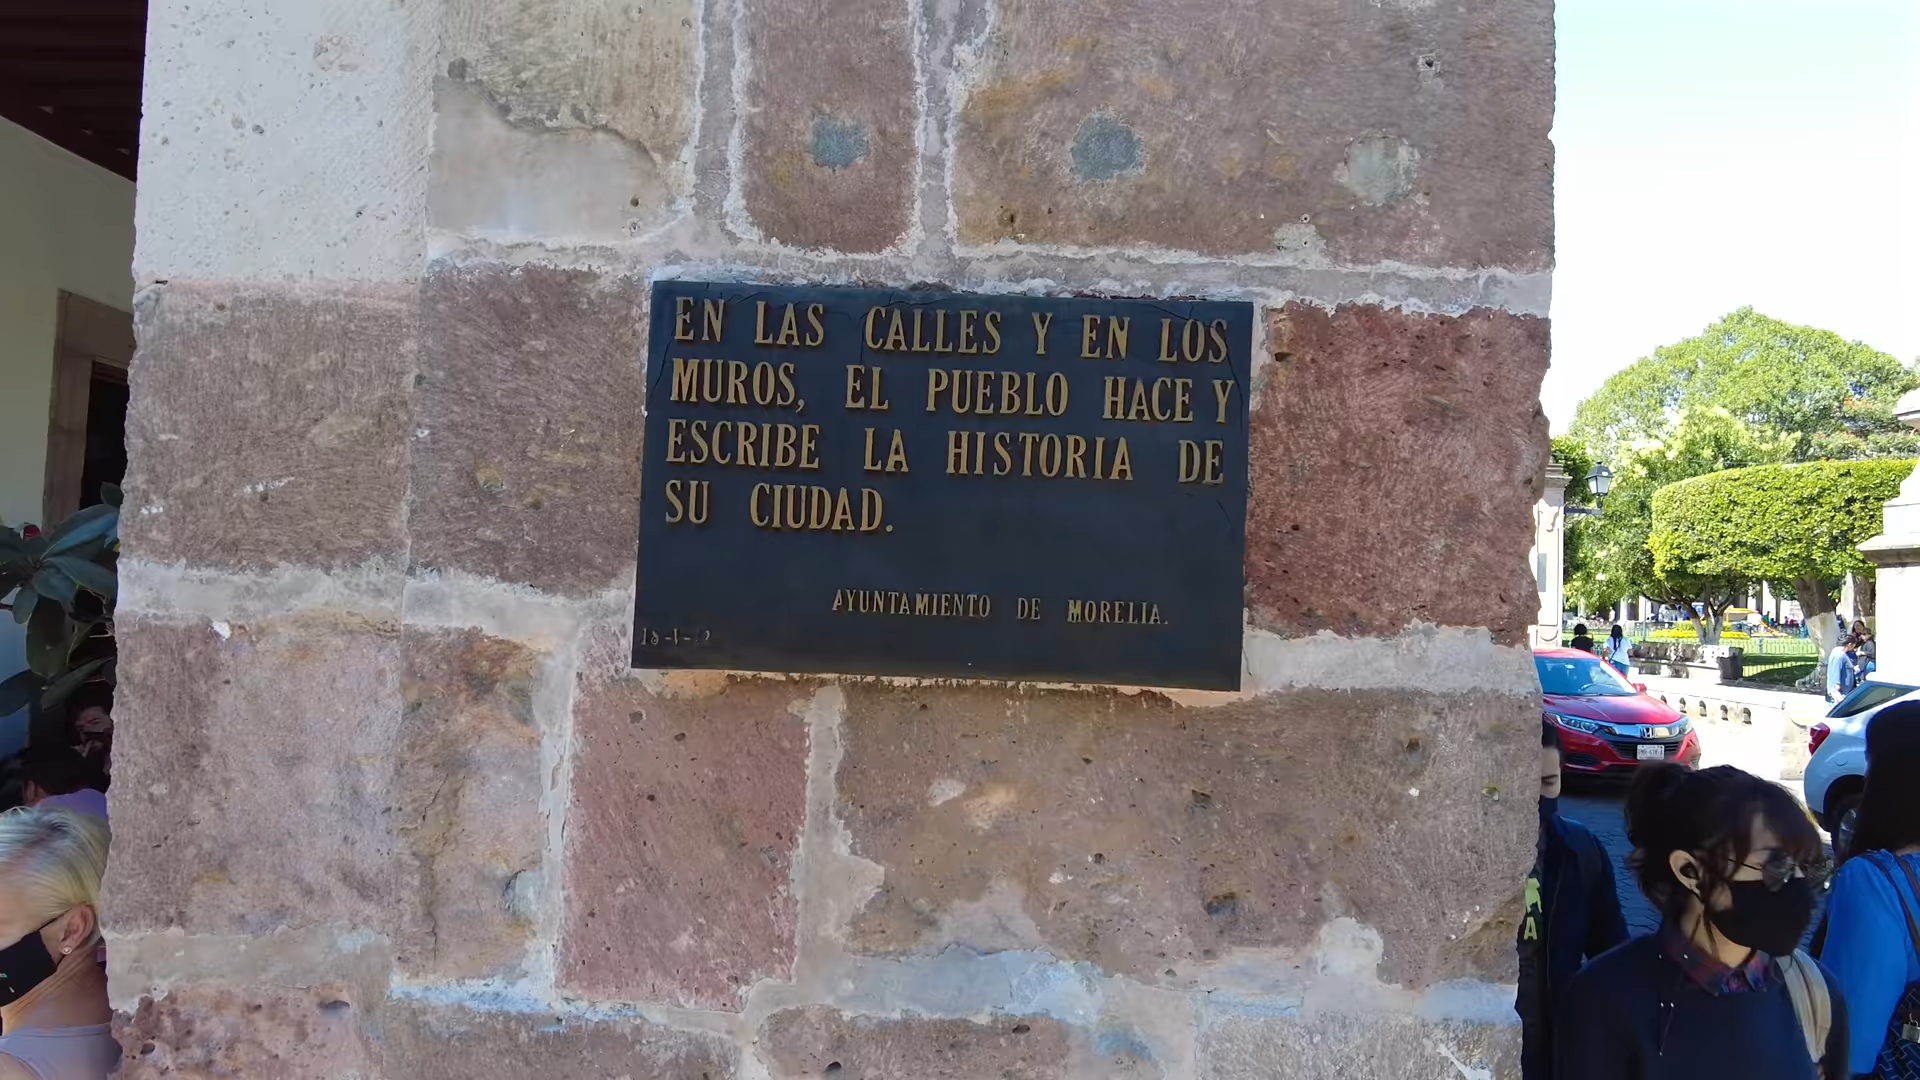 EN LAS CALLES Y EN LOS
MUROS, EL PUEBLO HACE Y
ESCRIBE LA HISTORIA DE
SU CIUDAD.
AYUNTAMIENTO DE MORELIA.